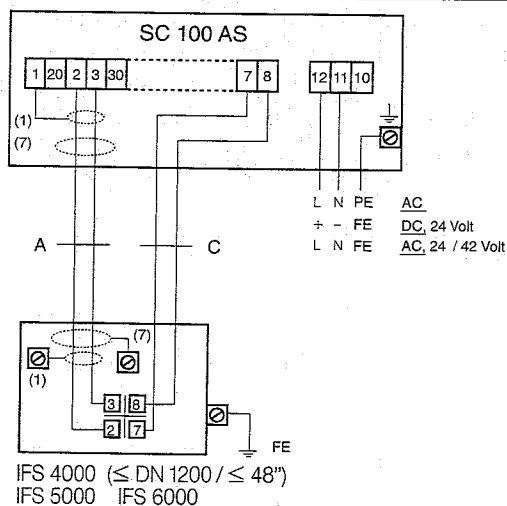 SC 100 AS
1 20 2 3 30 7 8 12 11 10
(1)
(7)
L N PE AC
+ – FE DC, 24 Volt
L N FE AC, 24 / 42 Volt
A C
(7)
(1)
3 8
2 7
FE
IFS 4000 (≤ DN 1200 / ≤ 48")
IFS 5000 IFS 6000